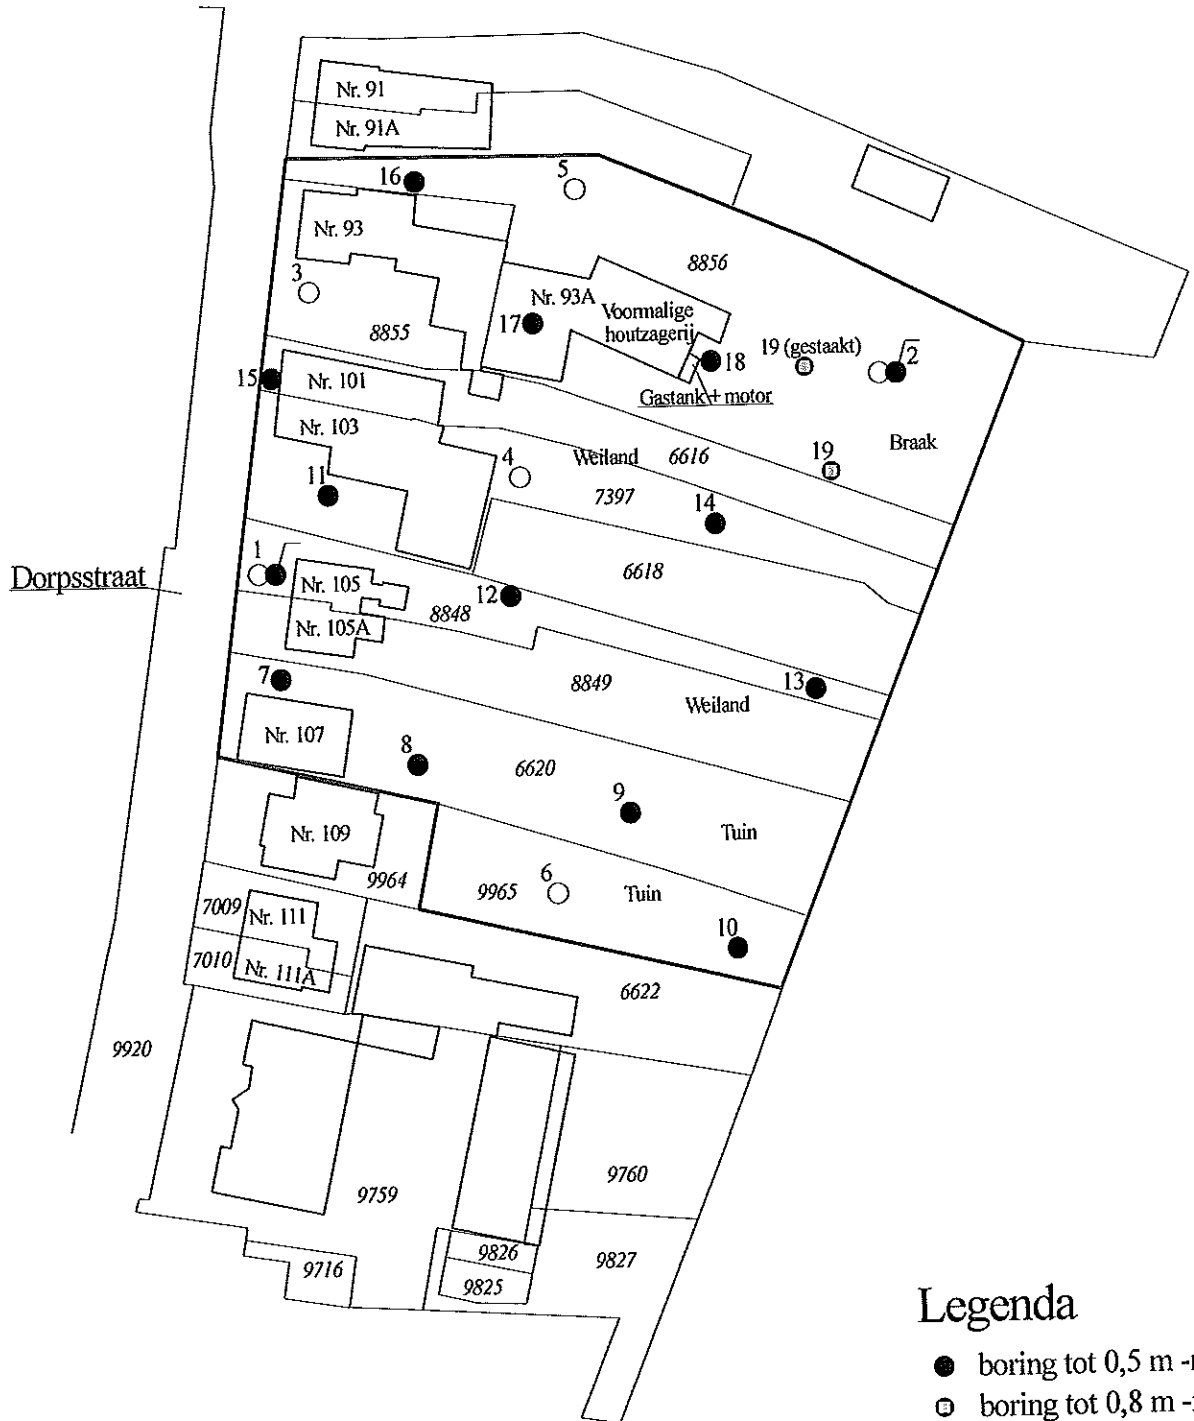 Nr. 91
Nr. 91A
16
5
Nr. 93
8856
3
Nr. 93A
Voormalige
houtzagerij
17
8855
18
19 (gestaakt)
2
Gastank + motor
15
Nr. 101
Nr. 103
Braak
4
Weiland
6616
19
11
7397
14
1
6618
Dorpsstraat
Nr. 105
12
8848
Nr. 105A
7
8849
13
Weiland
Nr. 107
8
6620
9
Nr. 109
Tuin
9964
6
9965
Tuin
7009
Nr. 111
10
7010
Nr. 111A
6622
9920
9760
9759
9826
9827
9716
9825
Legenda
boring tot 0,5 m
boring tot 0,8 m